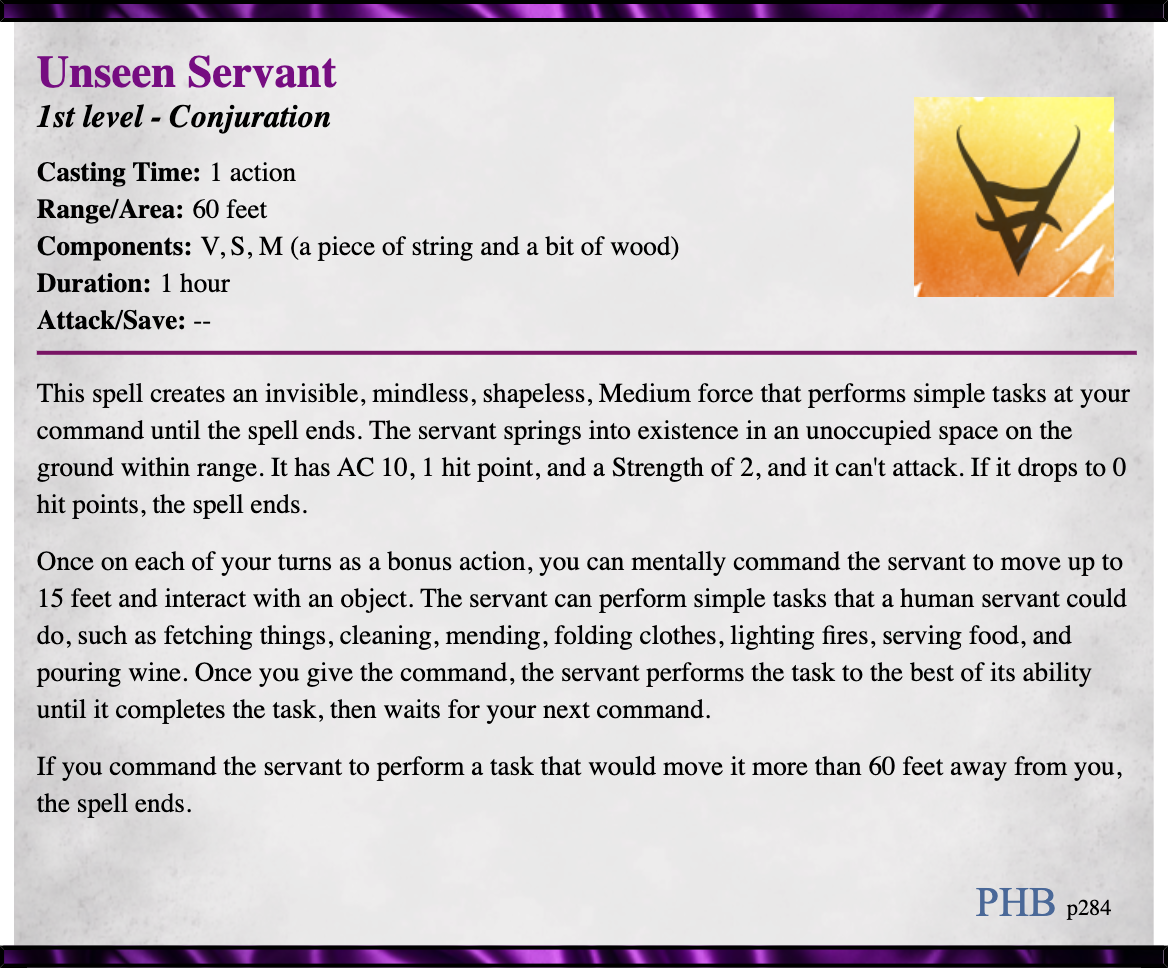 Unseen Servant
1st level - Conjuration
Casting Time: 1 action
Range/Area: 60 feet
Components: V, S, M (a piece of string and a bit of wood)
Duration: 1 hour
Attack/Save: --
This spell creates an invisible, mindless, shapeless, Medium force that performs simple tasks at your
command until the spell ends. The servant springs into existence in an unoccupied space on the
ground within range. It has AC 10, 1 hit point, and a Strength of 2, and it can't attack. If it drops to 0
hit points, the spell ends.
Once on each of your turns as a bonus action, you can mentally command the servant to move up to
15 feet and interact with an object. The servant can perform simple tasks that a human servant could
do, such as fetching things, cleaning, mending, folding clothes, lighting fires, serving food, and
pouring wine. Once you give the command, the servant performs the task to the best of its ability
until it completes the task, then waits for your next command.
If you command the servant to perform a task that would move it more than 60 feet away from you,
the spell ends.
PHB p284